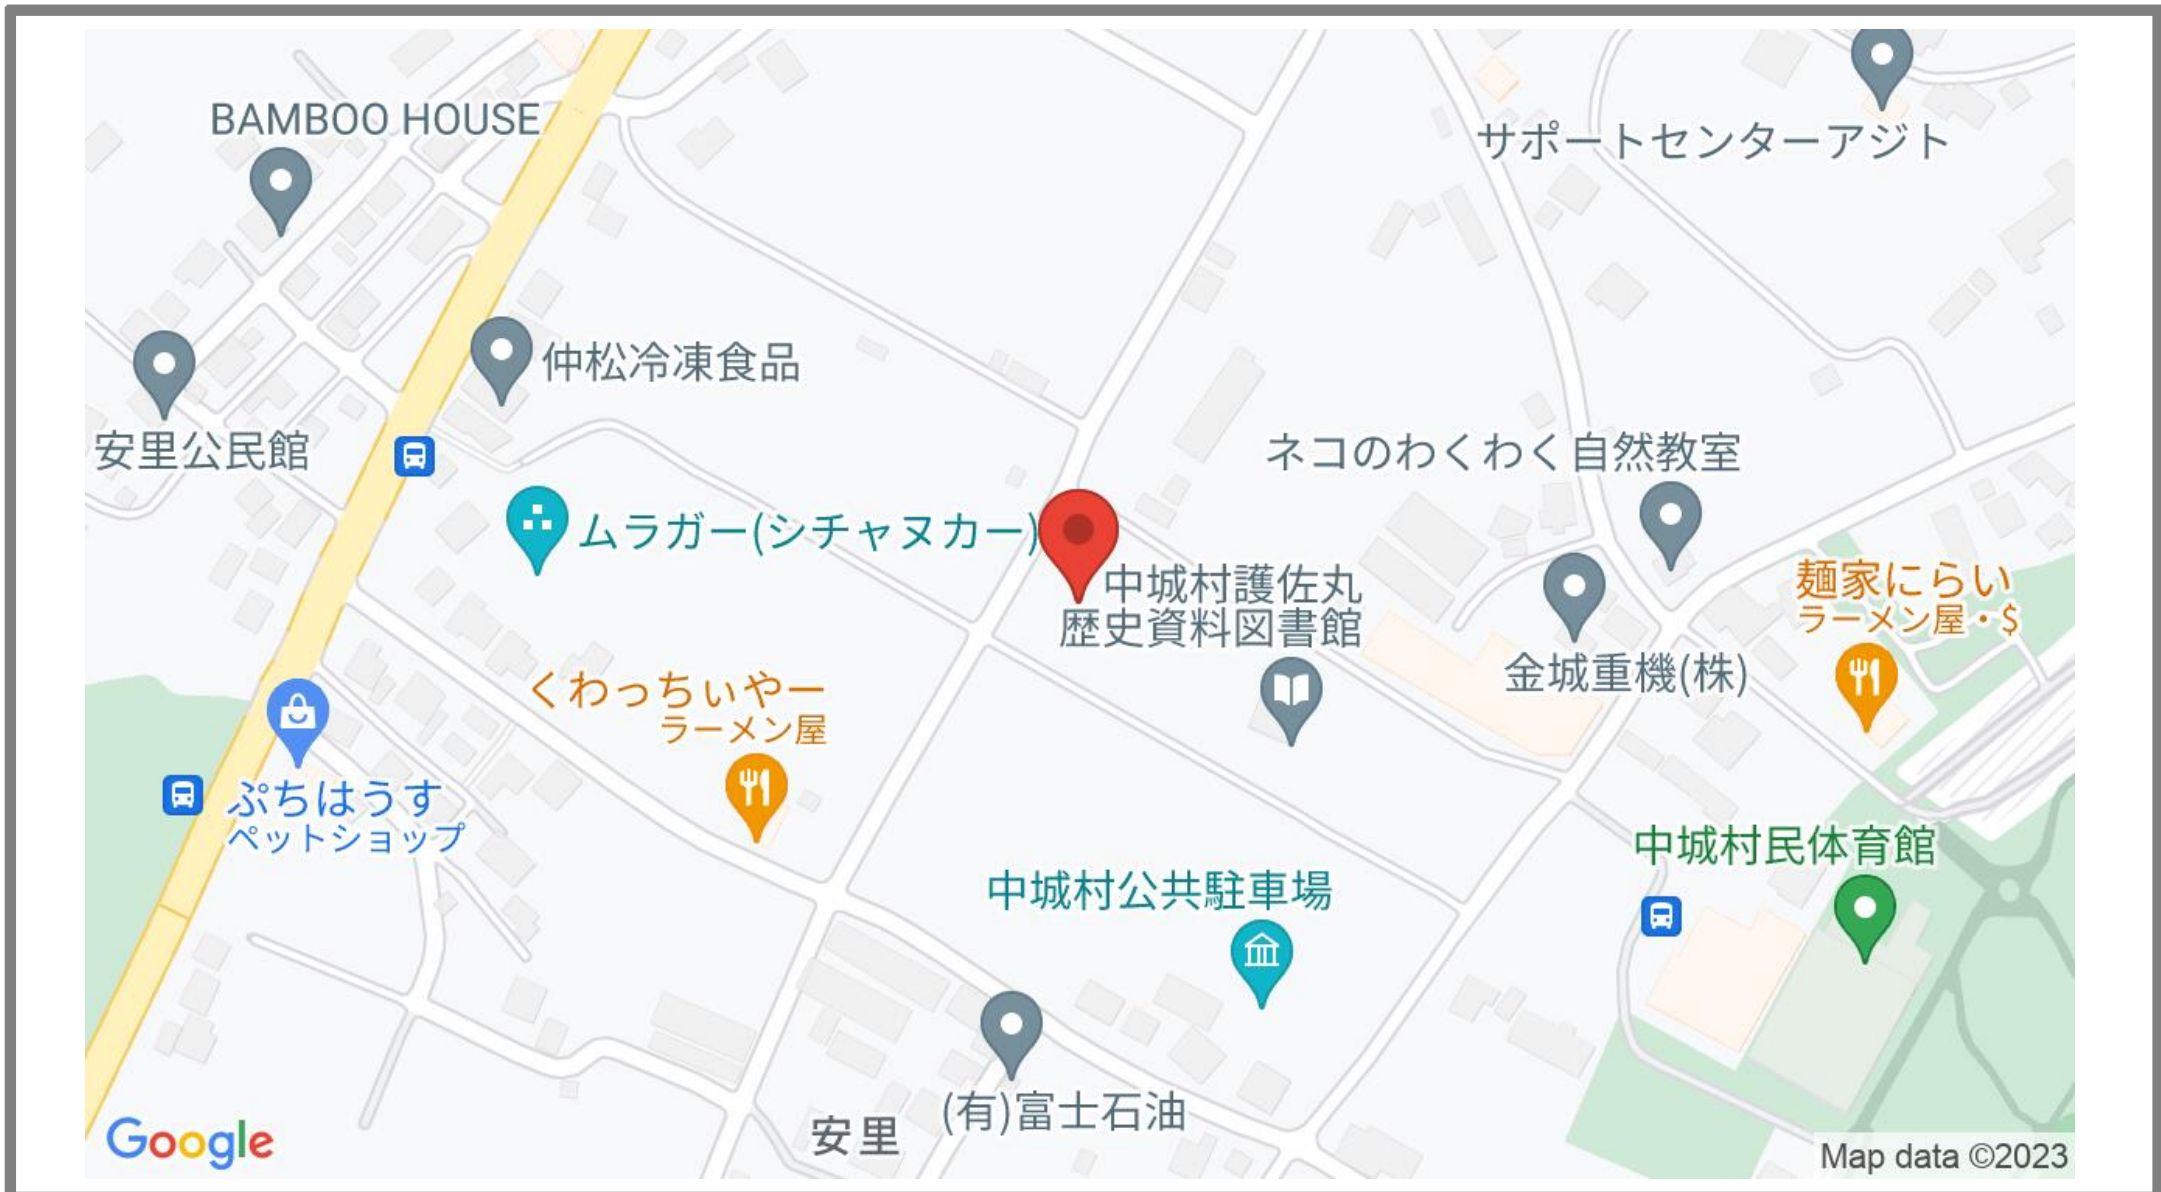 BAMBOO HOUSE
サポートセンターアジト
仲松冷凍食品
安里公民館
ネコのわくわく自然教室
ムラガー(シチャヌカー)
中城村護佐丸
歴史資料図書館
麺家にらい
ラーメン屋・$
金城重機(株)
くわっちぃやー
ラーメン屋
ぷちはうす
ペットショップ
中城村民体育館
中城村公共駐車場
(有)富士石油
安里
Google
Map data ©2023